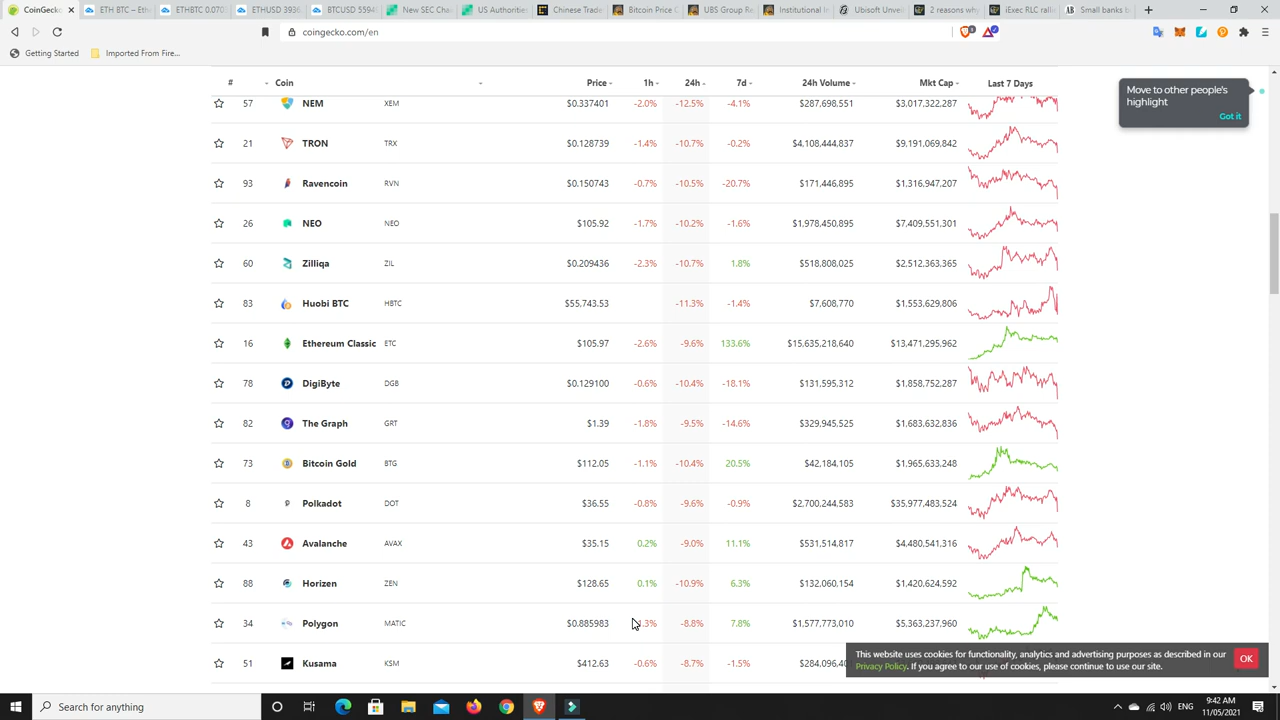 CoinGecko
ETH BTC – Eth
ETHBTC 0.070
ETHUSD 3936
BTCUSD 55940
New SEC Chair
US Authorities
Chinese Trade
Bitcoin Price C
UBS Group Re
Institutional In
Ubisoft Unveil
2 reasons why
iExec RLC rallie
Small banks b
coingecko.com/en
Getting Started
Imported From Fire...
# Coin Price 1h 24h 7d 24h Volume Mkt Cap Last 7 Days
57 NEM XEM $0.337401 -2.0% -12.5% -4.1% $287,698,551 $3,017,322,287
21 TRON TRX $0.128739 -1.4% -10.7% -0.2% $4,108,444,837 $9,191,069,842
93 Ravencoin RVN $0.150743 -0.7% -10.5% -20.7% $171,446,895 $1,316,947,207
26 NEO NEO $105.92 -1.7% -10.2% -1.6% $1,978,450,895 $7,409,551,301
60 Zilliqa ZIL $0.209436 -2.3% -10.7% 1.8% $518,808,025 $2,512,363,365
83 Huobi BTC HBTC $55,743.53 -11.3% -1.4% $7,608,770 $1,553,629,806
16 Ethereum Classic ETC $105.97 -2.6% -9.6% 133.6% $15,635,218,640 $13,471,295,962
78 DigiByte DGB $0.129100 -0.6% -10.4% -18.1% $131,595,312 $1,858,752,287
82 The Graph GRT $1.39 -1.8% -9.5% -14.6% $329,945,525 $1,683,632,836
73 Bitcoin Gold BTG $112.05 -1.1% -10.4% 20.5% $42,184,105 $1,965,633,248
8 Polkadot DOT $36.55 -0.8% -9.6% -0.9% $2,700,244,583 $35,977,483,524
43 Avalanche AVAX $35.15 0.2% -9.0% 11.1% $531,514,817 $4,480,541,316
88 Horizen ZEN $128.65 0.1% -10.9% 6.3% $132,060,154 $1,420,624,592
34 Polygon MATIC $0.885983 -8.8% 7.8% $1,577,773,010 $5,363,237,960
51 Kusama KSM $412.63 -0.6% -8.7% -1.5%
Move to other people's
highlight
Got it
This website uses cookies for functionality, analytics and advertising purposes as described in our
Privacy Policy. If you agree to our use of cookies, please continue to use our site.
OK
Search for anything
ENG
9:42 AM
11/05/2021